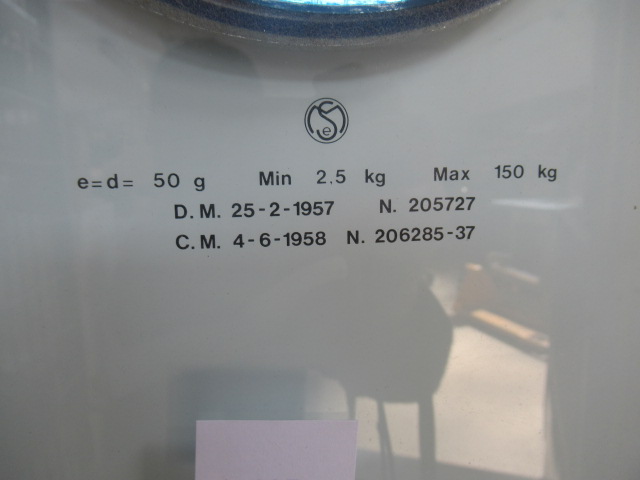 e=d= 50 g Min 2.5 kg Max 150 kg
D.M. 25-2-1957 N. 205727
C.M. 4-6-1958 N. 206285-37